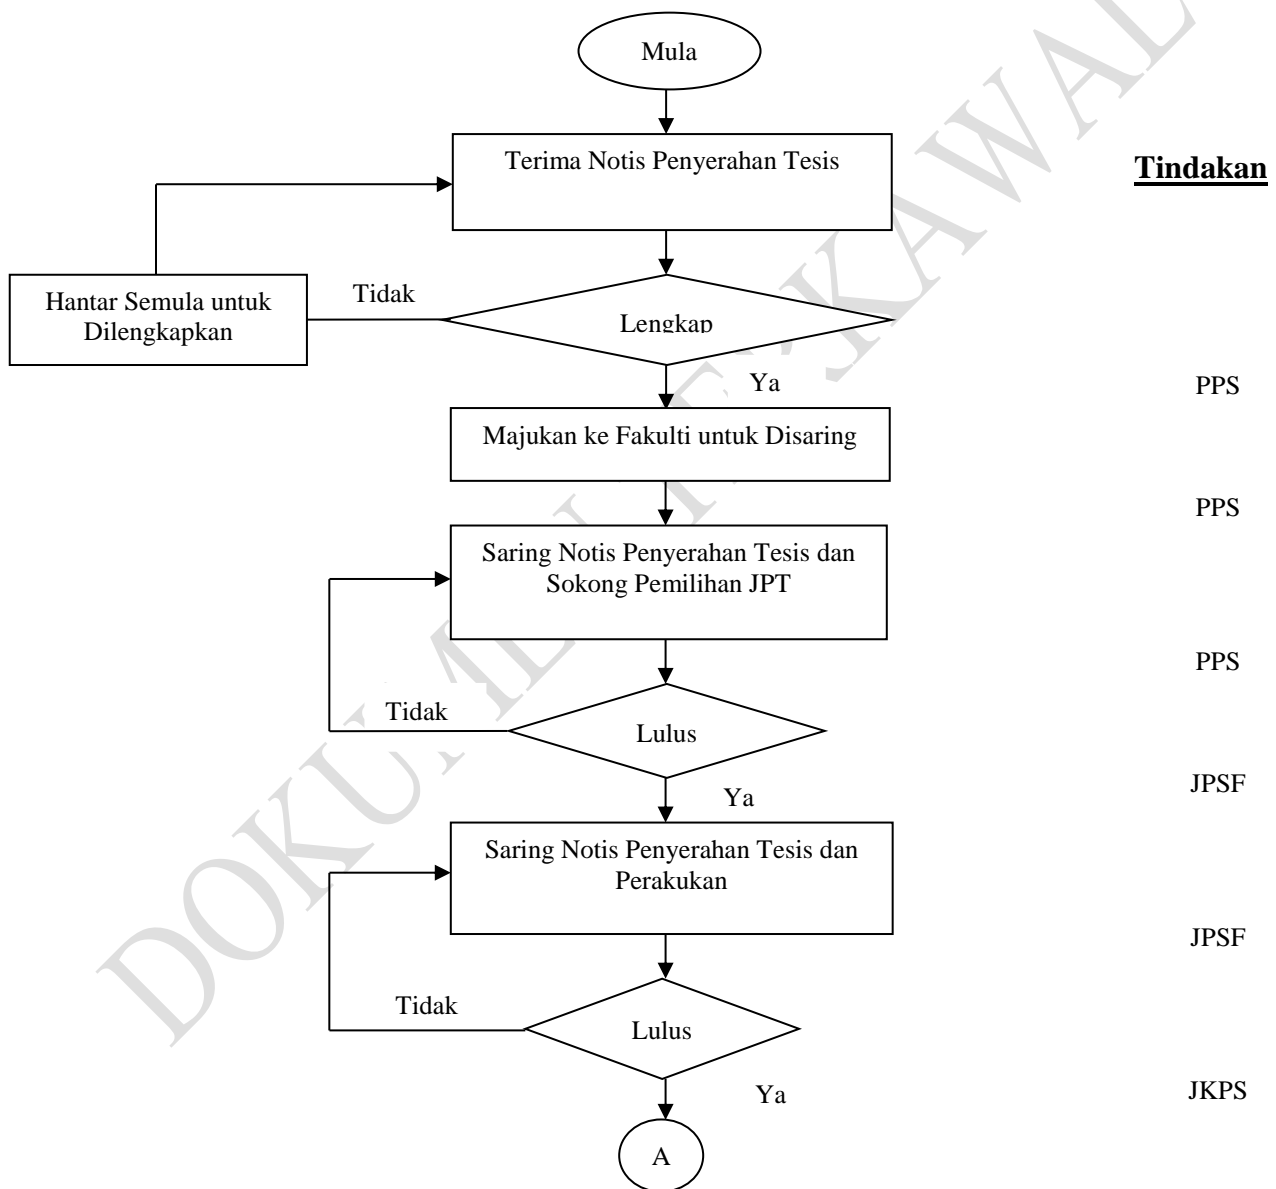 Mula
Terima Notis Penyerahan Tesis
Tindakan
Hantar Semula untuk
Dilengkapkan
Tidak
Lengkap
Ya
PPS
Majukan ke Fakulti untuk Disaring
PPS
Saring Notis Penyerahan Tesis dan
Sokong Pemilihan JPT
PPS
Tidak
Lulus
JPSF
Ya
Saring Notis Penyerahan Tesis dan
Perakukan
JPSF
Tidak
Lulus
Ya
JKPS
A